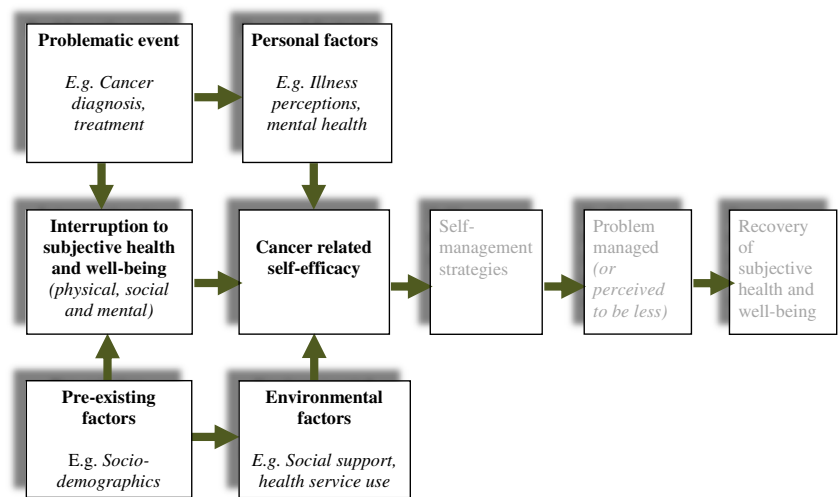 Problematic event
E.g. Cancer
diagnosis,
treatment
Personal factors
E.g. Illness
perceptions,
mental health
Interruption to
subjective health
and well-being
(physical, social
and mental)
Cancer related
self-efficacy
Self-
management
strategies
Problem
managed
(or
perceived
to be less)
Recovery
of
subjective
health and
well-being
Pre-existing
factors
E.g. Socio-
demographics
Environmental
factors
E.g. Social support,
health service use